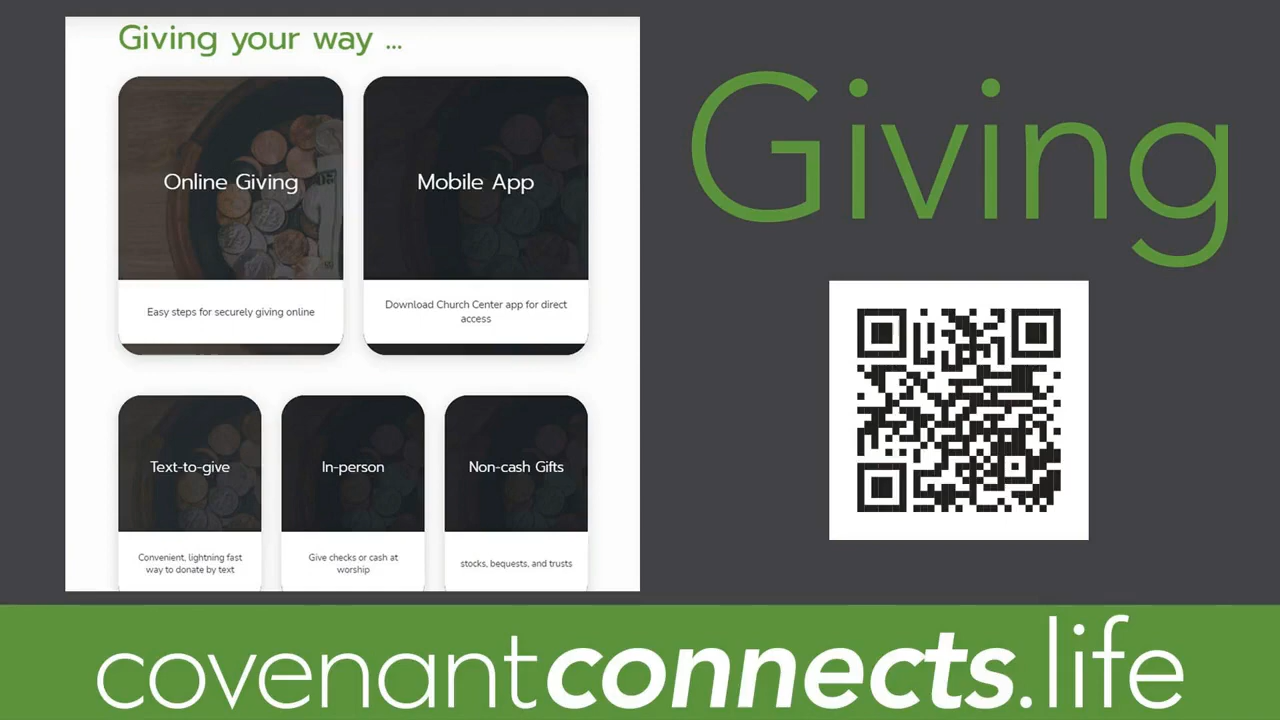 Giving your way ...
Online Giving
Easy steps for securely giving online
Mobile App
Download Church Center app for direct
access
Text-to-give
Convenient, lightning fast
way to donate by text
In-person
Give checks or cash at
worship
Non-cash Gifts
stocks, bequests, and trusts
Giving
covenantconnects.life